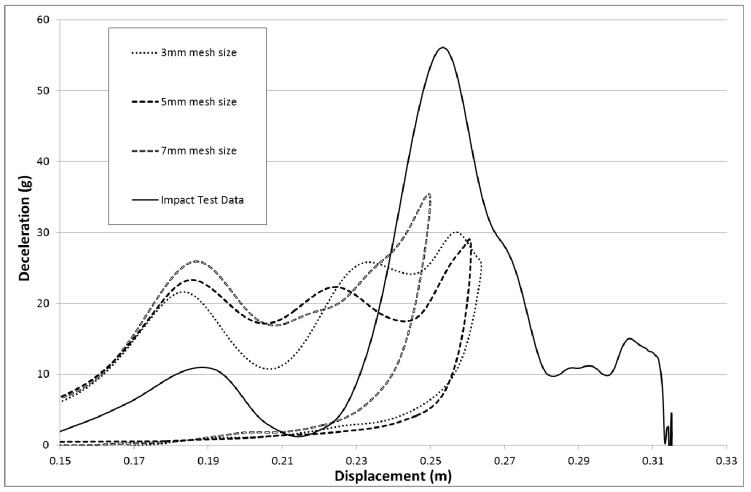 60
50
40
30
20
10
0
Deceleration (g)
3mm mesh size
5mm mesh size
7mm mesh size
Impact Test Data
0.15 0.17 0.19 0.21 0.23 0.25 0.27 0.29 0.31 0.33
Displacement (m)